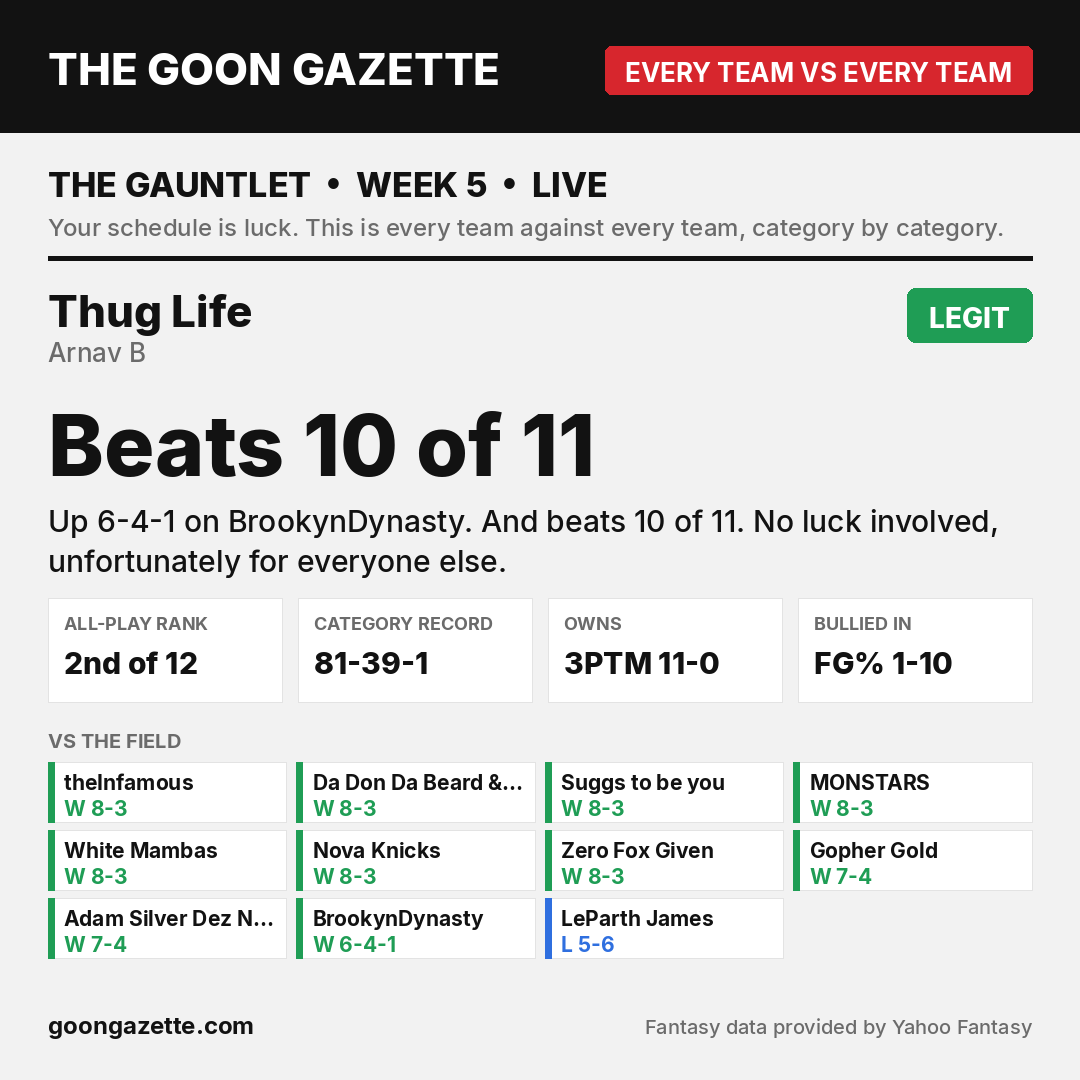 THE GOON GAZETTE
EVERY TEAM VS EVERY TEAM
THE GAUNTLET • WEEK 5 • LIVE
Your schedule is luck. This is every team against every team, category by category.
Thug Life
LEGIT
Arnav B
Beats 10 of 11
Up 6-4-1 on BrooknDynasty. And beats 10 of 11. No luck involved,
unfortunately for everyone else.
ALL-PLAY RANK
2nd of 12
CATEGORY RECORD
81-39-1
OWNS
3PTM 11-0
BULLIED IN
FG% 1-10
VS THE FIELD
theInfamous
W 8-3
Da Don Da Beard &...
W 8-3
Suggs to be you
W 8-3
MONSTARS
W 8-3
White Mambas
W 8-3
Nova Knicks
W 8-3
Zero Fox Given
W 8-3
Gopher Gold
W 7-4
Adam Silver Dez N...
W 7-4
BrookynDynasty
W 6-4-1
LeParth James
L 5-6
goongazette.com
Fantasy data provided by Yahoo Fantasy